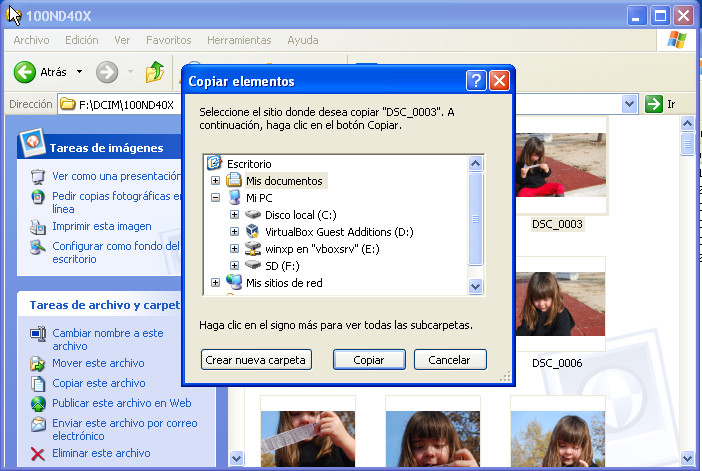 100ND40X
Archivo Edición Ver Favoritos Herramientas Ayuda
Atrás
Dirección F:\DCIM\100ND40X Ir
Copiar elementos
Seleccione el sitio donde desea copiar "DSC_0003". A
continuación, haga clic en el botón Copiar.
Escritorio
Mis documentos
Mi PC
Disco local (C:)
VirtualBox Guest Additions (D:)
winxp en "vboxsrv" (E:)
SD (F:)
Mis sitios de red
Haga clic en el signo más para ver todas las subcarpetas.
Crear nueva carpeta Copiar Cancelar
Tareas de imágenes
Ver como una presentación
Pedir copias fotográficas en
línea
Imprimir esta imagen
Configurar como fondo del
escritorio
Tareas de archivo y carpeta
Cambiar nombre a este
archivo
Mover este archivo
Copiar este archivo
Publicar este archivo en Web
Enviar este archivo por correo
electrónico
Eliminar este archivo
DSC_0003
DSC_0006